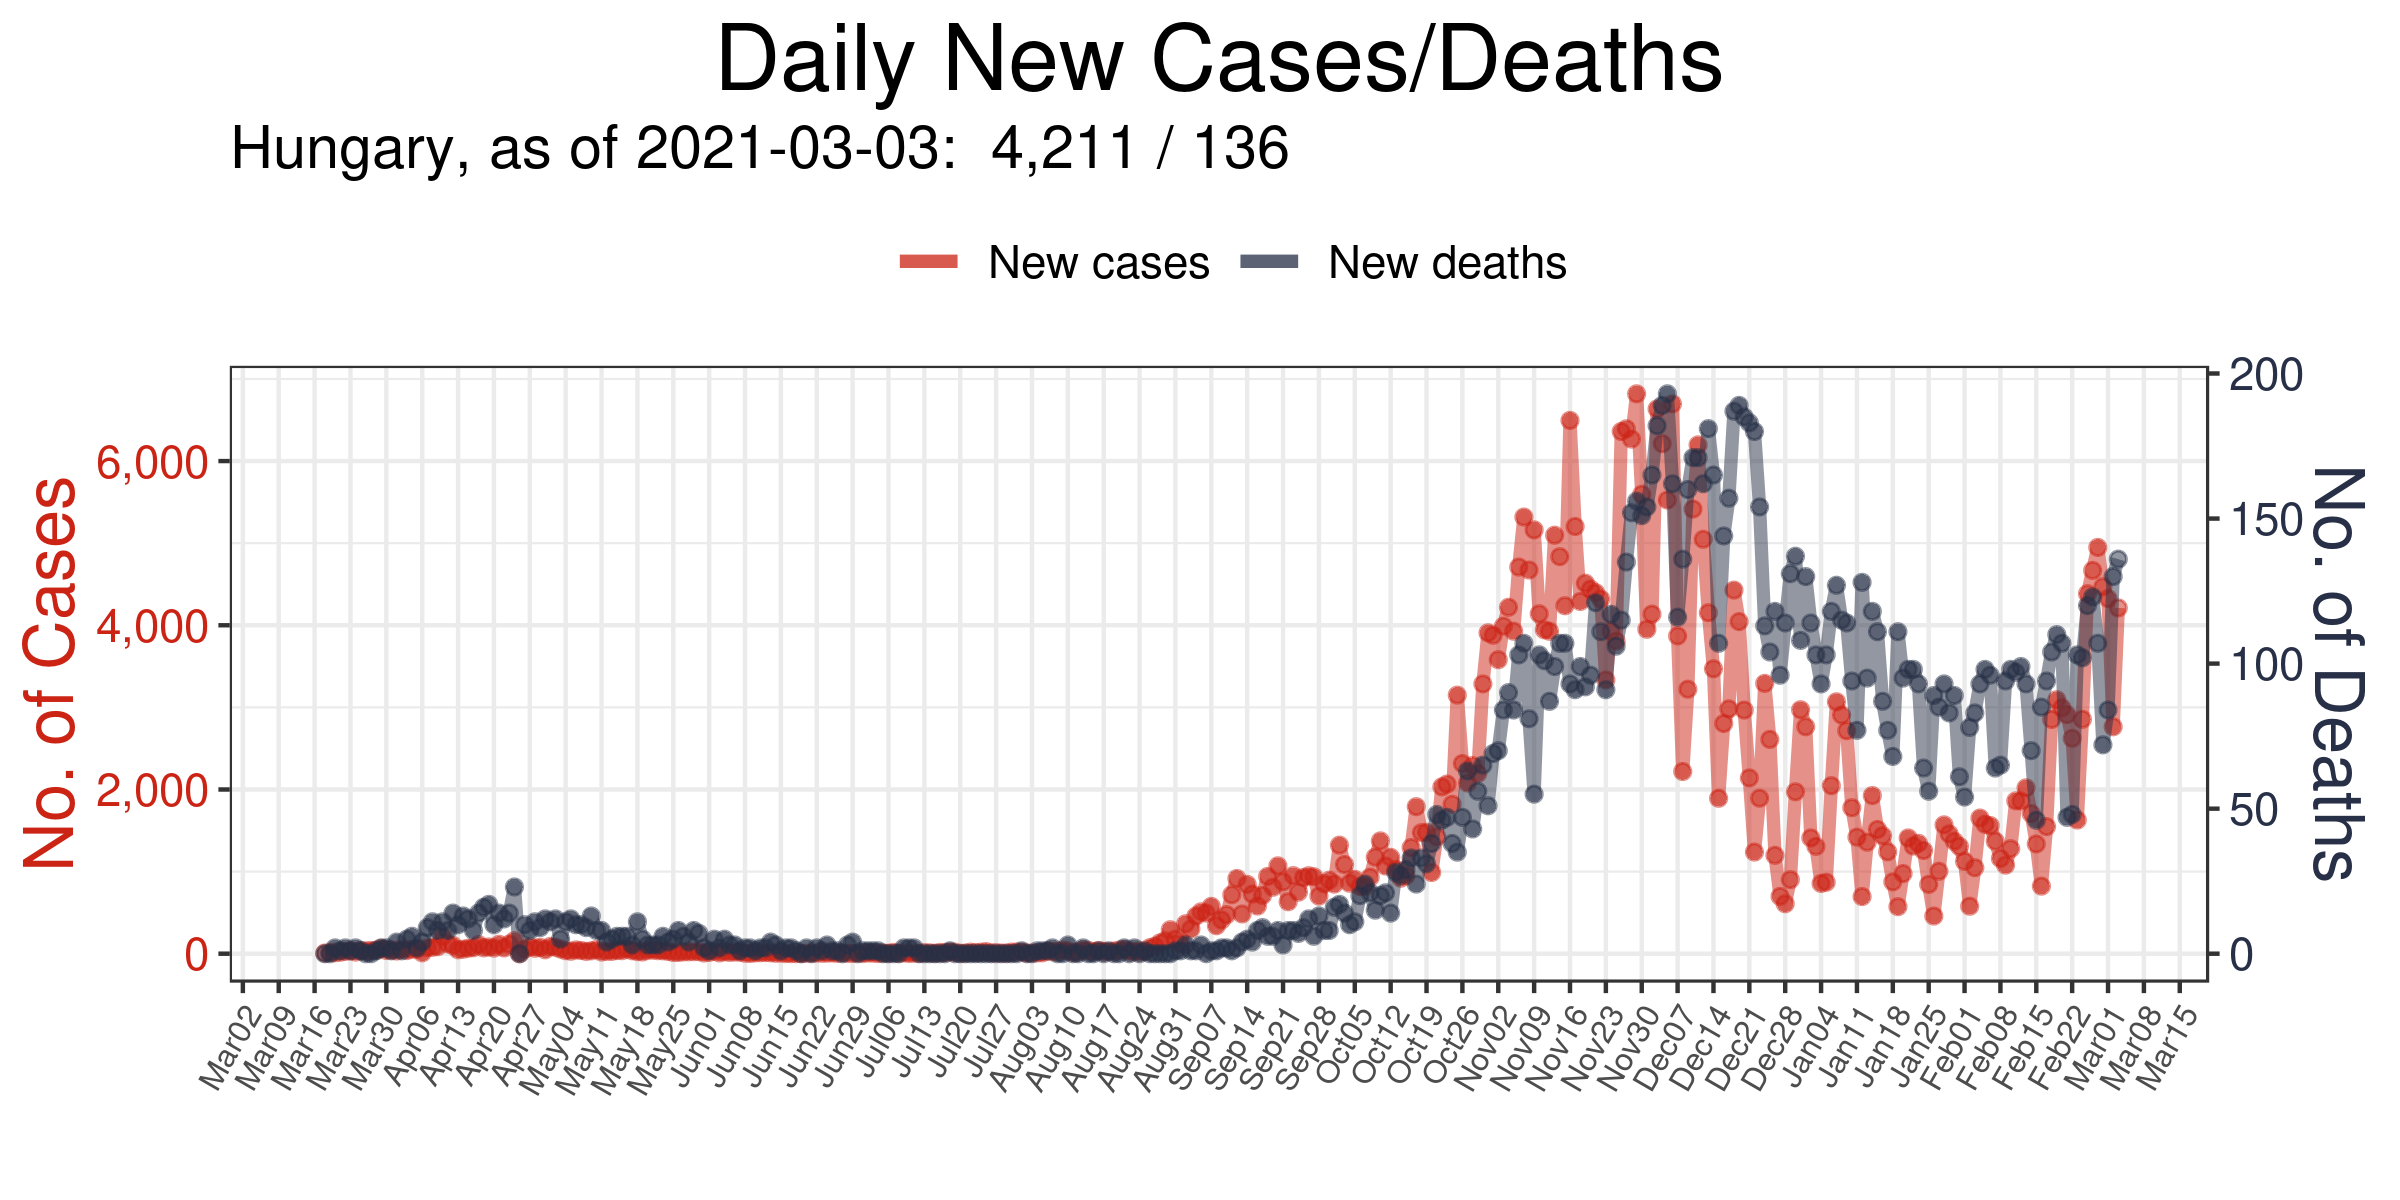 Daily New Cases/Deaths
Hungary, as of 2021-03-03:  4,211 / 136
New cases
New deaths
No. of Cases
6,000
4,000
2,000
0
200
150
100
50
0
No. of Deaths
Mar02
Mar09
Mar16
Mar23
Mar30
Apr06
Apr13
Apr20
Apr27
May04
May11
May18
May25
Jun01
Jun08
Jun15
Jun22
Jun29
Jul06
Jul13
Jul20
Jul27
Aug03
Aug10
Aug17
Aug24
Aug31
Sep07
Sep14
Sep21
Sep28
Oct05
Oct12
Oct19
Oct26
Nov02
Nov09
Nov16
Nov23
Nov30
Dec07
Dec14
Dec21
Dec28
Jan04
Jan11
Jan18
Jan25
Feb01
Feb08
Feb15
Feb22
Mar01
Mar08
Mar15